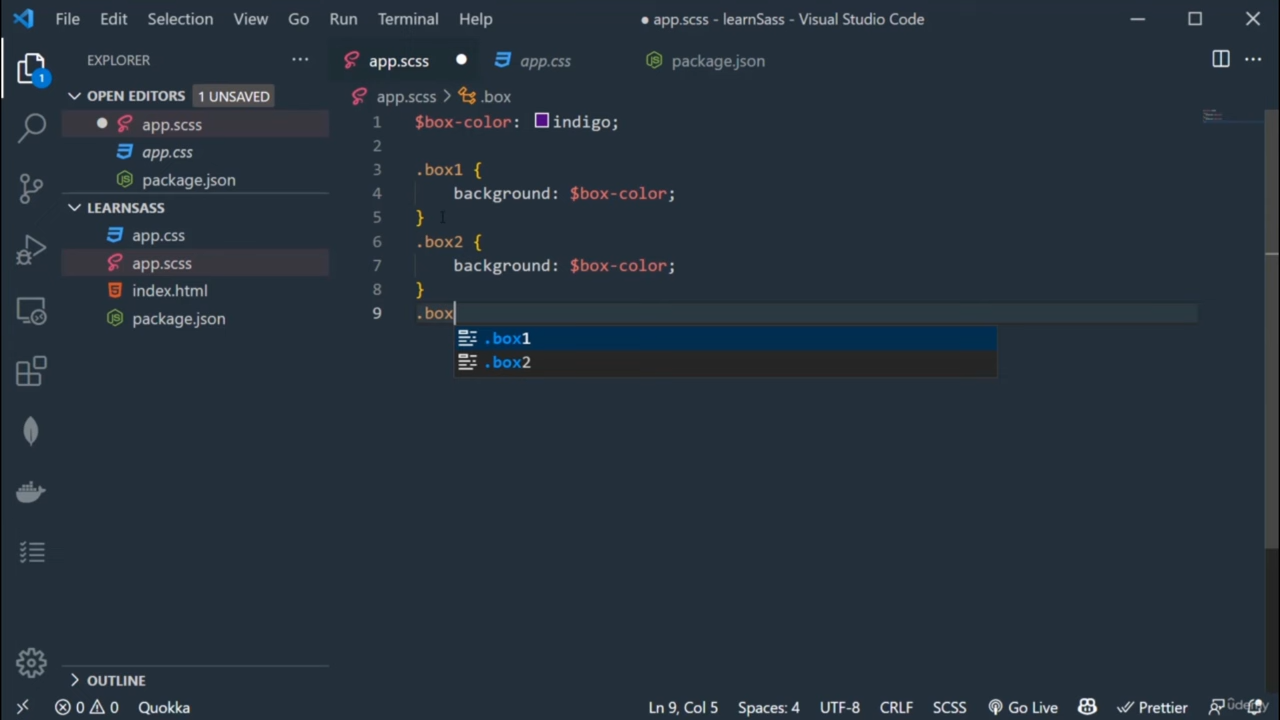 File Edit Selection View Go Run Terminal Help
● app.scss - learnSass - Visual Studio Code
EXPLORER
app.scss
app.css
package.json
OPEN EDITORS 1 UNSAVED
app.scss > .box
app.scss
app.css
package.json
LEARNSASS
app.css
app.scss
index.html
package.json
1 $box-color: indigo;
2
3 .box1 {
4 background: $box-color;
5 }
6 .box2 {
7 background: $box-color;
8 }
9 .box
.box1
.box2
1
OUTLINE
0 0 Quokka
Ln 9, Col 5 Spaces: 4 UTF-8 CRLF SCSS Go Live Prettier
udemy